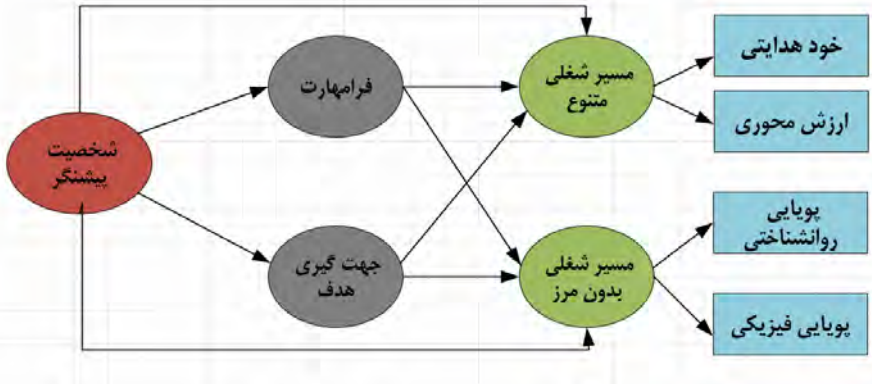 خود هدایتی
ارزش محوری
مسیر شغلی
متنوع
فرامهارت
شخصیت
پیشنگر
جهت گیری
هدف
مسیر شغلی
بدون مرز
پویایی
روانشناختی
پویایی فیزیکی